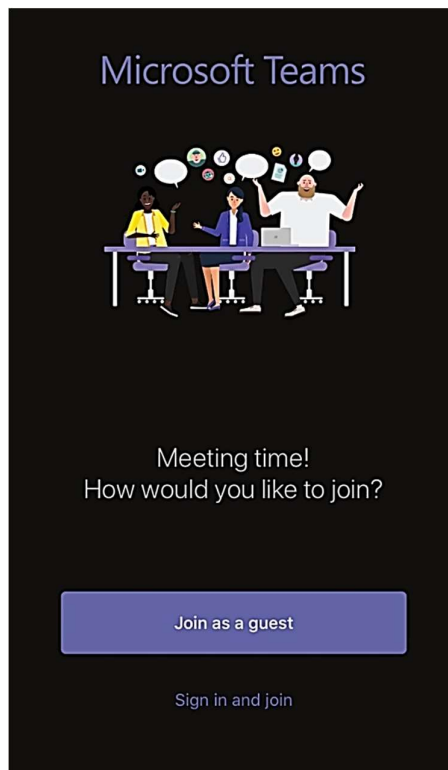 Microsoft Teams
Meeting time!
How would you like to join?
Join as a guest
Sign in and join